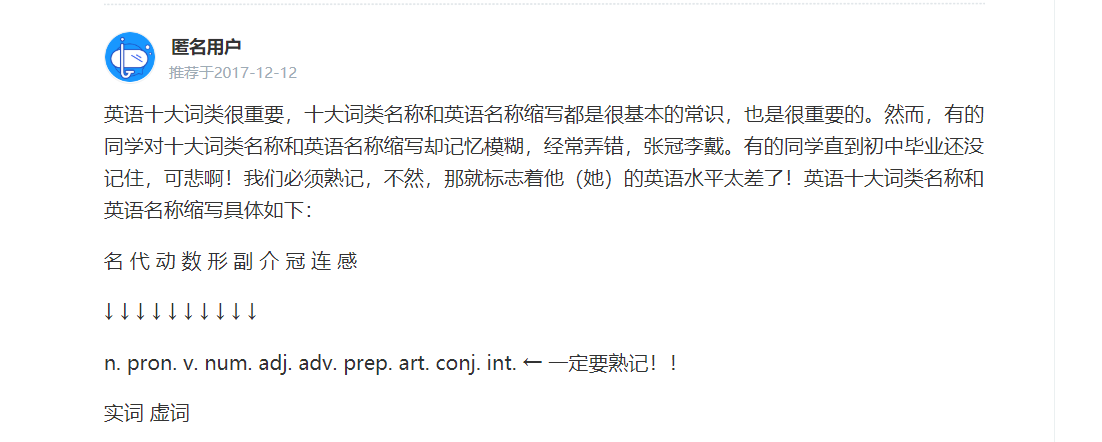 匿名用户
推荐于2017-12-12
英语十大词类很重要，十大词类名称和英语名称缩写都是很基本的常识，也是很重要的。然而，有的
同学对十大词类名称和英语名称缩写却记忆模糊，经常弄错，张冠李戴。有的同学直到初中毕业还没
记住，可悲啊！我们必须熟记，不然，那就标志着他（她）的英语水平太差了！英语十大词类名称和
英语名称缩写具体如下：
名 代 动 数 形 副 介 冠 连 感
↓ ↓ ↓ ↓ ↓ ↓ ↓ ↓ ↓ ↓
n. pron. v. num. adj. adv. prep. art. conj. int. ← 一定要熟记！！
实词 虚词